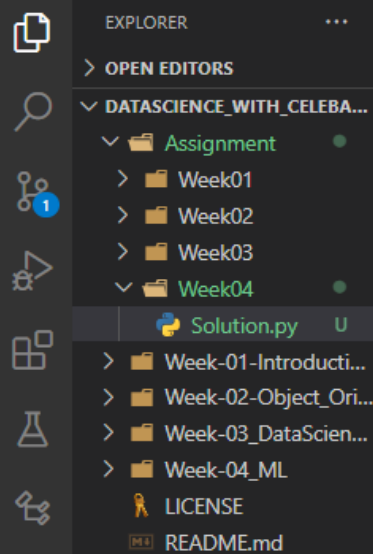 EXPLORER ...
OPEN EDITORS
DATASCIENCE_WITH_CELEBA...
Assignment
Week01
Week02
Week03
1
Week04
Solution.py U
Week-01-Introducti...
Week-02-Object_Ori...
Week-03_DataScien...
Week-04_ML
LICENSE
README.md